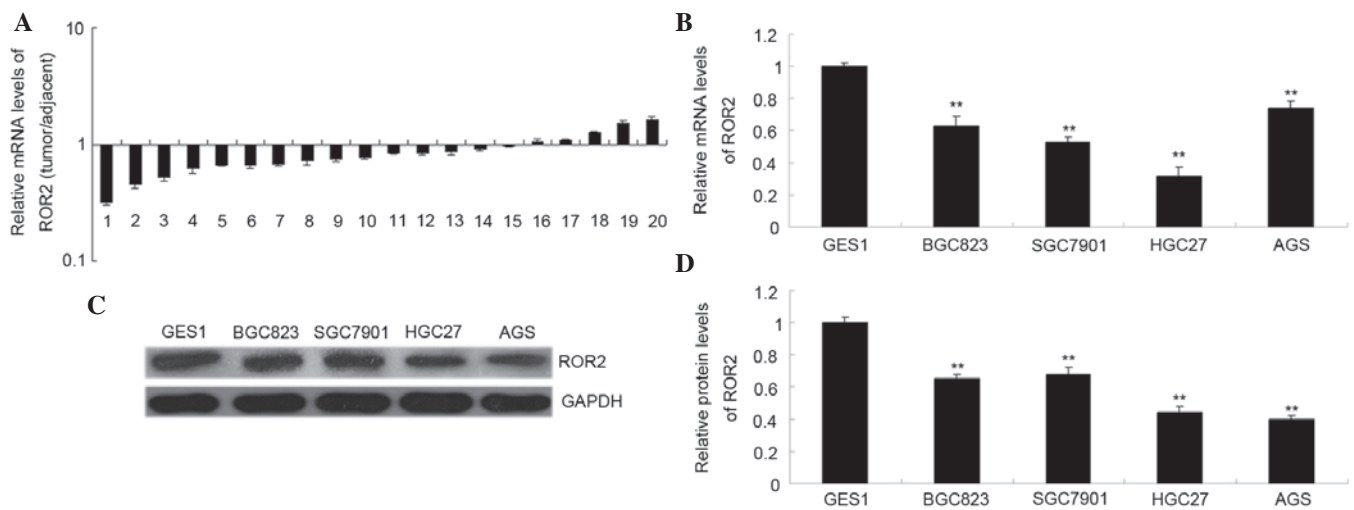 A
Relative mRNA levels of
ROR2 (tumor/adjacent)
10
1
0.1
1 2 3 4 5 6 7 8 9 10 11 12 13 14 15 16 17 18 19 20
B
Relative mRNA levels
of ROR2
1.2
1
0.8
0.6
0.4
0.2
0
** ** ** **
GES1 BGC823 SGC7901 HGC27 AGS
C
GES1 BGC823 SGC7901 HGC27 AGS
ROR2
GAPDH
D
Relative protein levels
of ROR2
1.2
1
0.8
0.6
0.4
0.2
0
** ** ** **
GES1 BGC823 SGC7901 HGC27 AGS